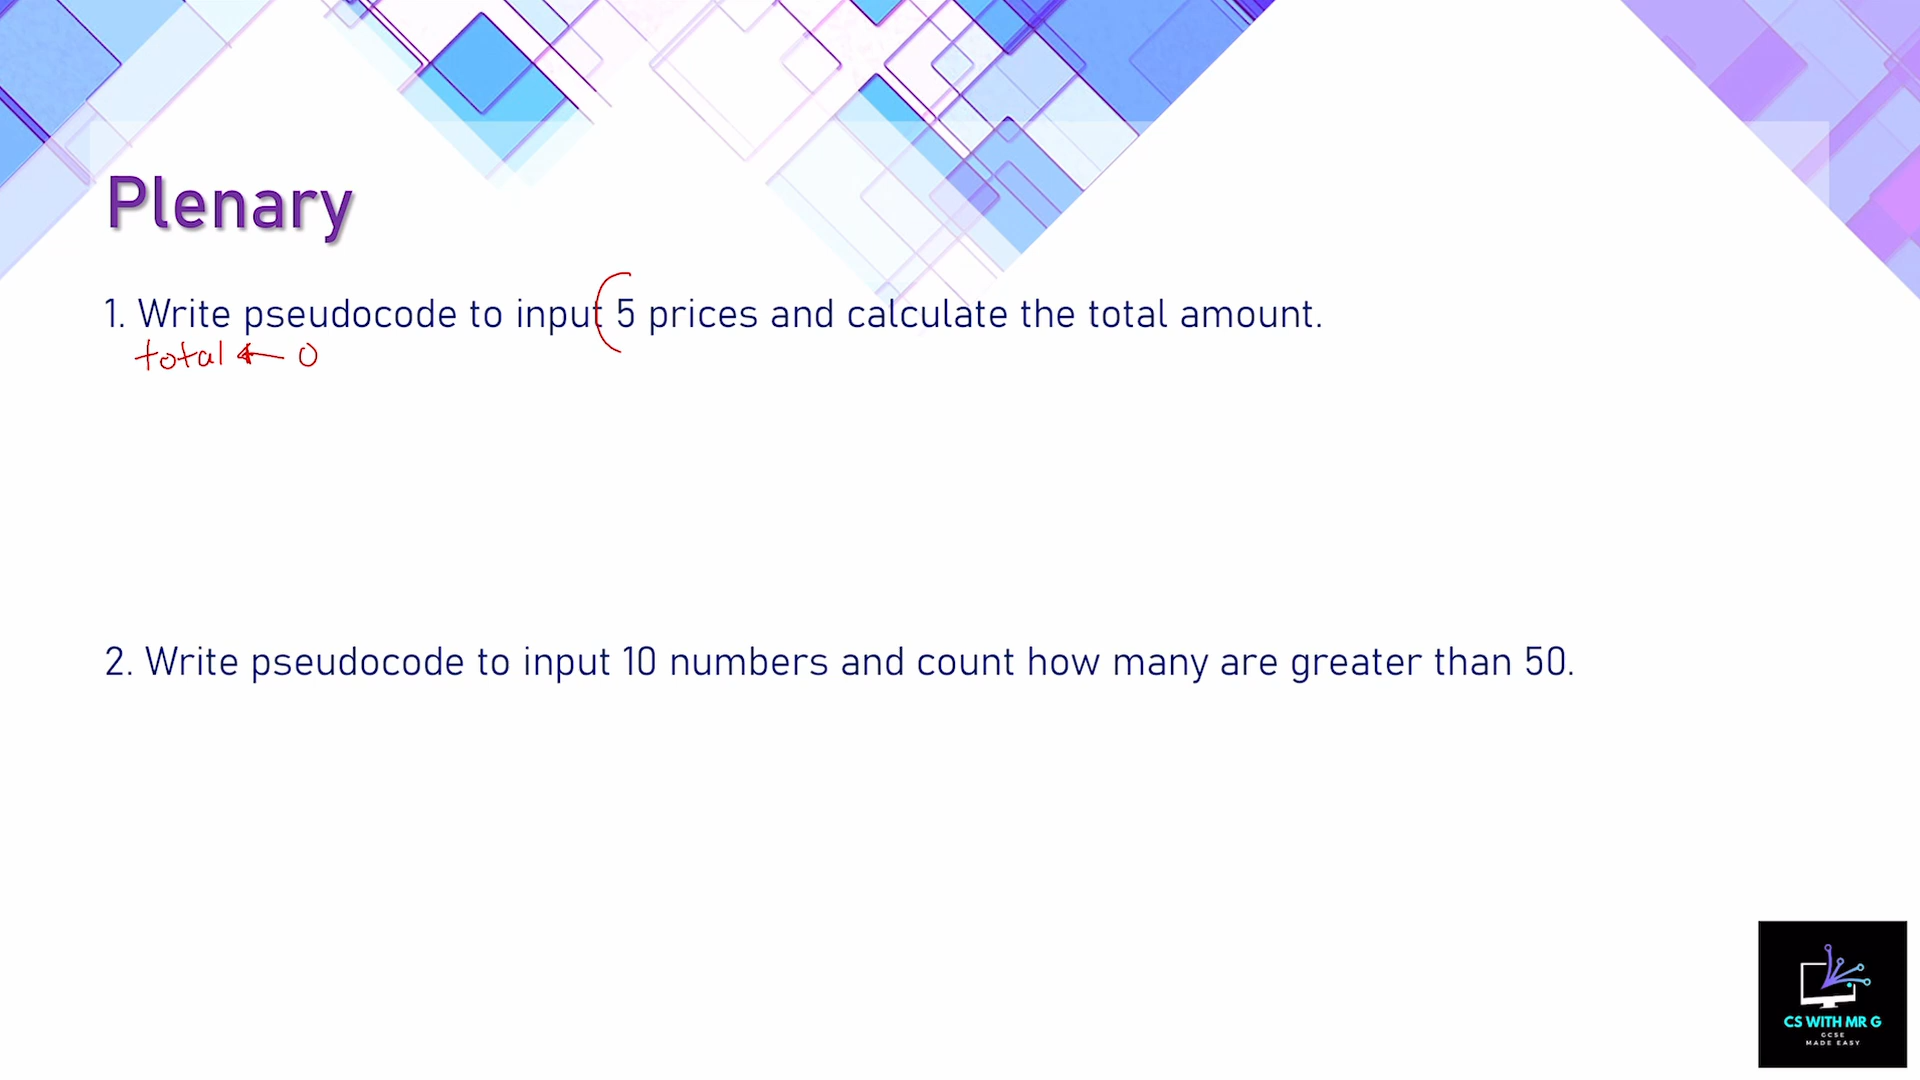 Plenary
1. Write pseudocode to input 5 prices and calculate the total amount.
total ← 0
2. Write pseudocode to input 10 numbers and count how many are greater than 50.
CS WITH MR G
GCSE
MADE EASY